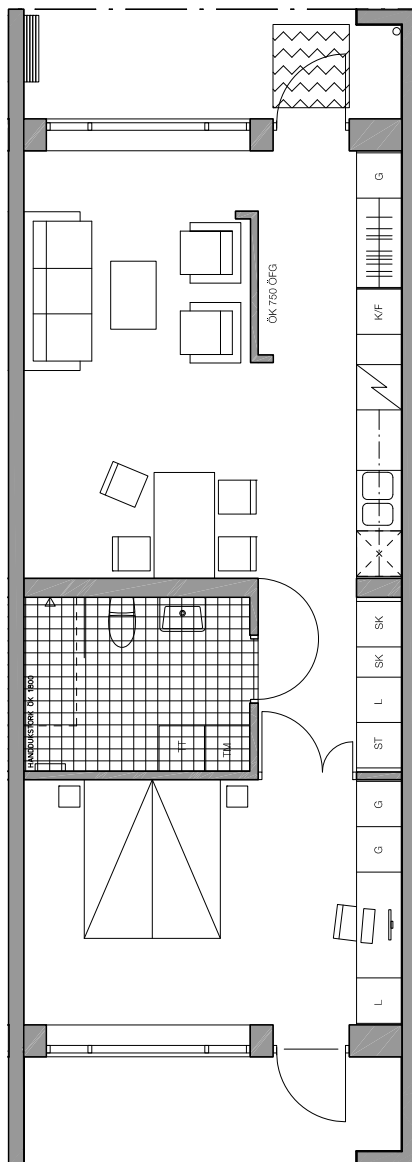 G
K/F
ÖK 750 ÖFG
SK
SK
L
ST
HANDDUKSTORK ÖK 1800
TT
TM
G
G
L